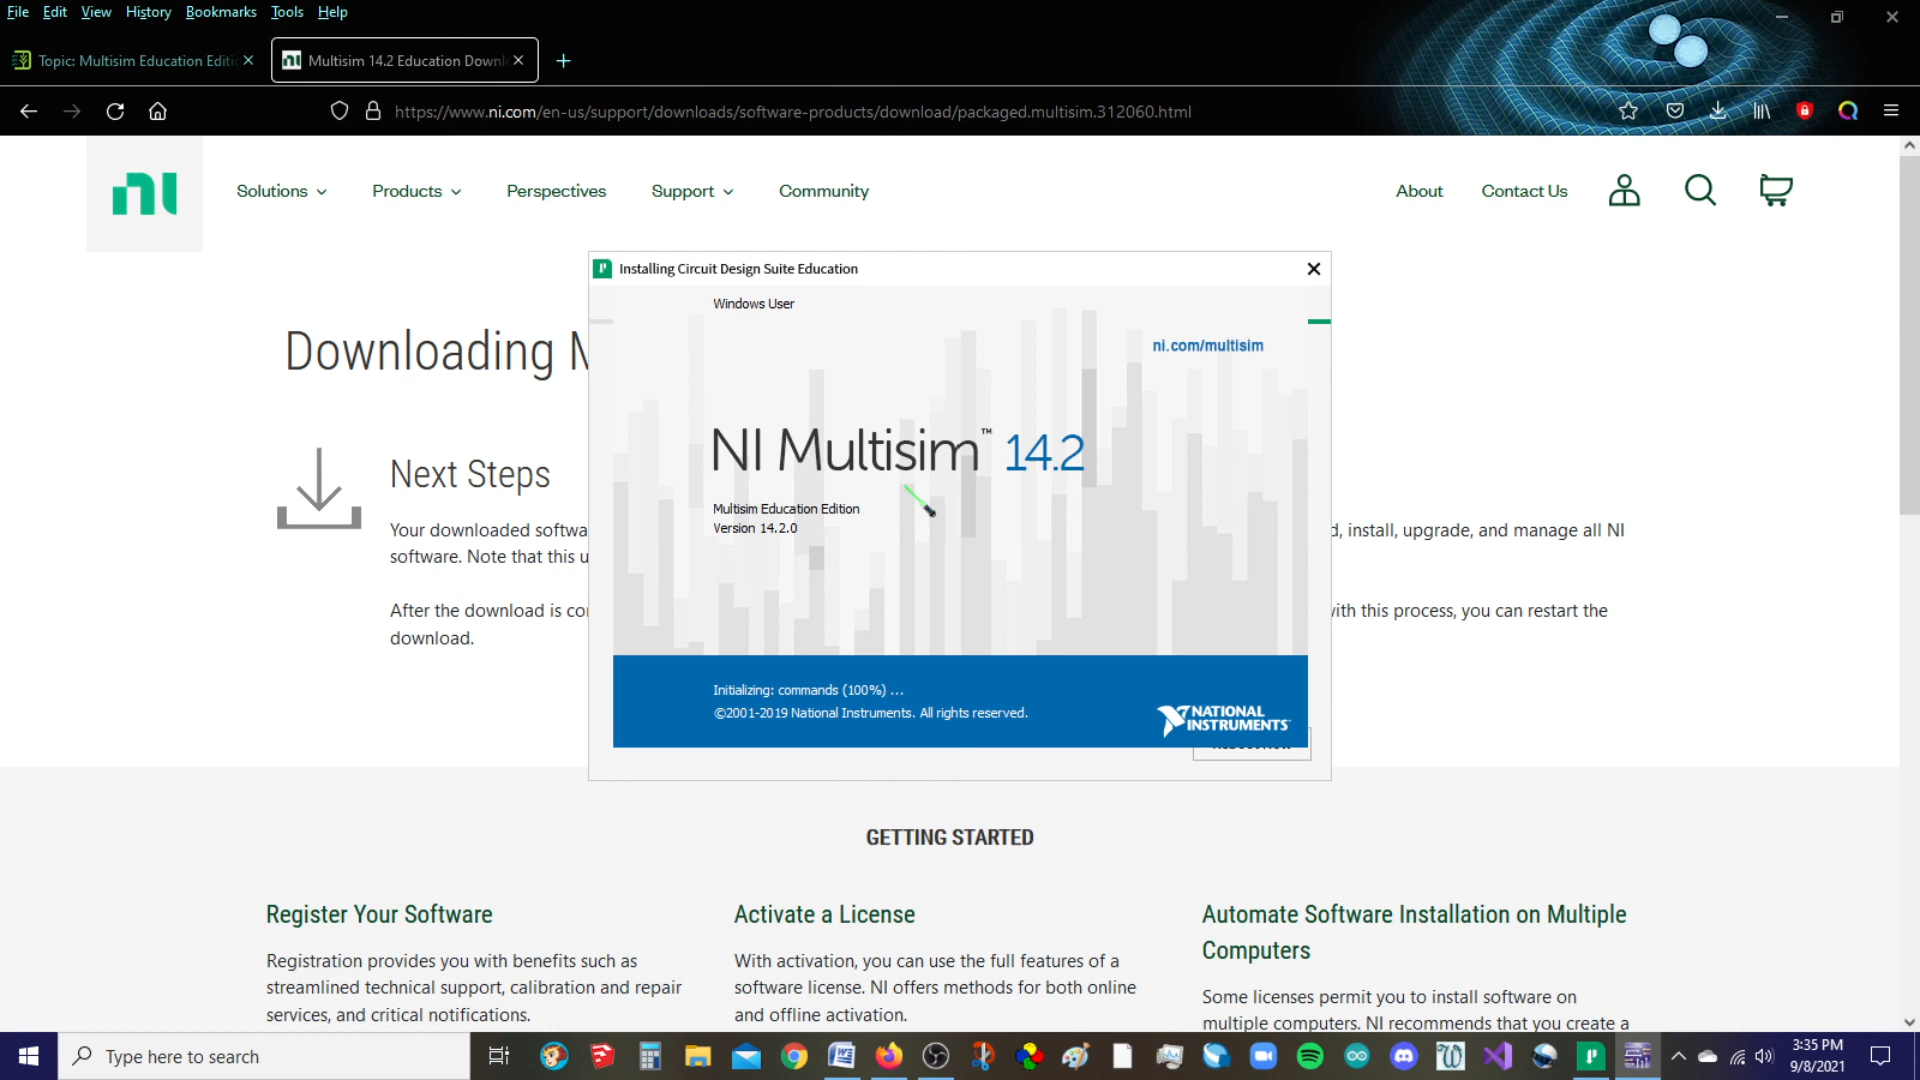 File Edit View History Bookmarks Tools Help
Topic: Multisim Education Editi
Multisim 14.2 Education Downl
https://www.ni.com/en-us/support/downloads/software-products/download/packaged.multisim.312060.html
ni
Solutions Products Perspectives Support Community About Contact Us
Installing Circuit Design Suite Education
Windows User
ni.com/multisim
Downloading M
NI Multisim™ 14.2
Next Steps
Multisim Education Edition
Version 14.2.0
Your downloaded softwa
d, install, upgrade, and manage all NI
software. Note that this u
After the download is co
with this process, you can restart the
download.
Initializing: commands (100%) ...
©2001-2019 National Instruments. All rights reserved.
NATIONAL
INSTRUMENTS™
GETTING STARTED
Register Your Software
Registration provides you with benefits such as
streamlined technical support, calibration and repair
services, and critical notifications.
Activate a License
With activation, you can use the full features of a
software license. NI offers methods for both online
and offline activation.
Automate Software Installation on Multiple
Computers
Some licenses permit you to install software on
multiple computers. NI recommends that you create a
Type here to search
3:35 PM
9/8/2021